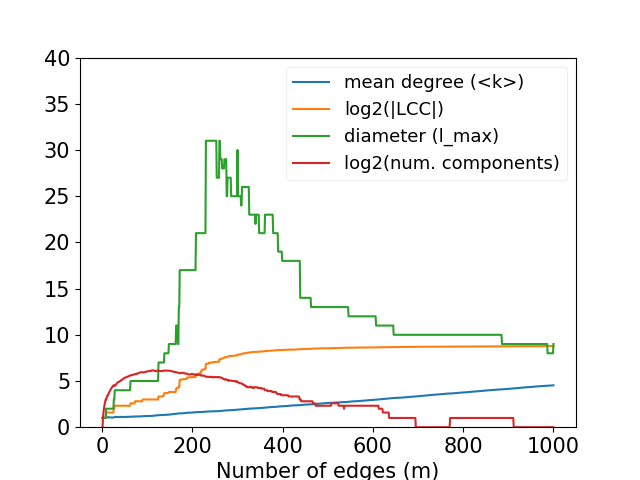 40
35
30
25
20
15
10
5
0
mean degree (<k>)
log2(|LCC|)
diameter (l_max)
log2(num. components)
0 200 400 600 800 1000
Number of edges (m)